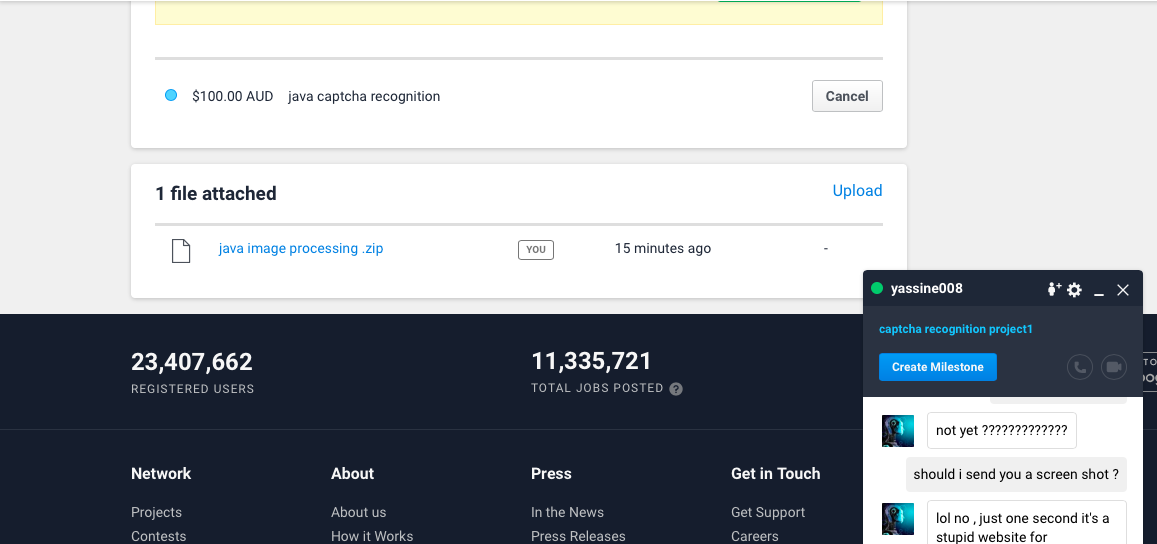 $100.00 AUD java captcha recognition Cancel
1 file attached Upload
java image processing .zip YOU 15 minutes ago -
yassine008
captcha recognition project1
Create Milestone
not yet ?????????????
should i send you a screen shot ?
lol no , just one second it's a
stupid website for
23,407,662 11,335,721
REGISTERED USERS TOTAL JOBS POSTED ?
Network About Press Get in Touch
Projects About us In the News Get Support
Contests How it Works Press Releases Careers